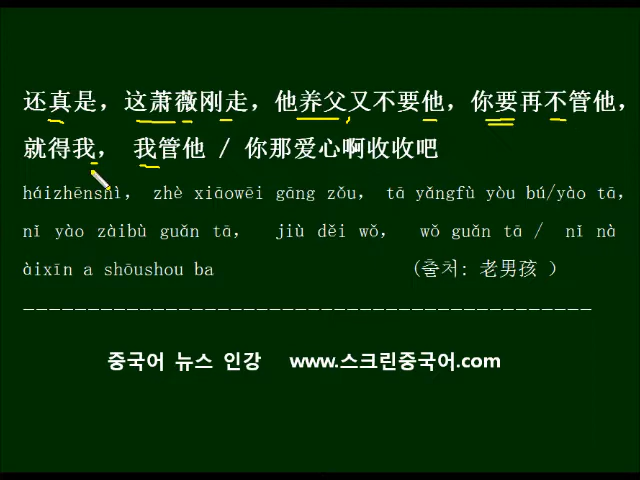 还真是，这萧薇刚走，他养父又不要他，你要再不管他，
就得我， 我管他 / 你那爱心啊收收吧
háizhēnshì， zhè xiāowēi gāng zǒu， tā yǎngfù yòu bú/yào tā，
nǐ yào zàibù guǎn tā， jiù děi wǒ， wǒ guǎn tā / nǐ nà
àixīn a shōushou ba (출처: 老男孩 )
--------------------------------------------
중국어 뉴스 인강 www.스크린중국어.com